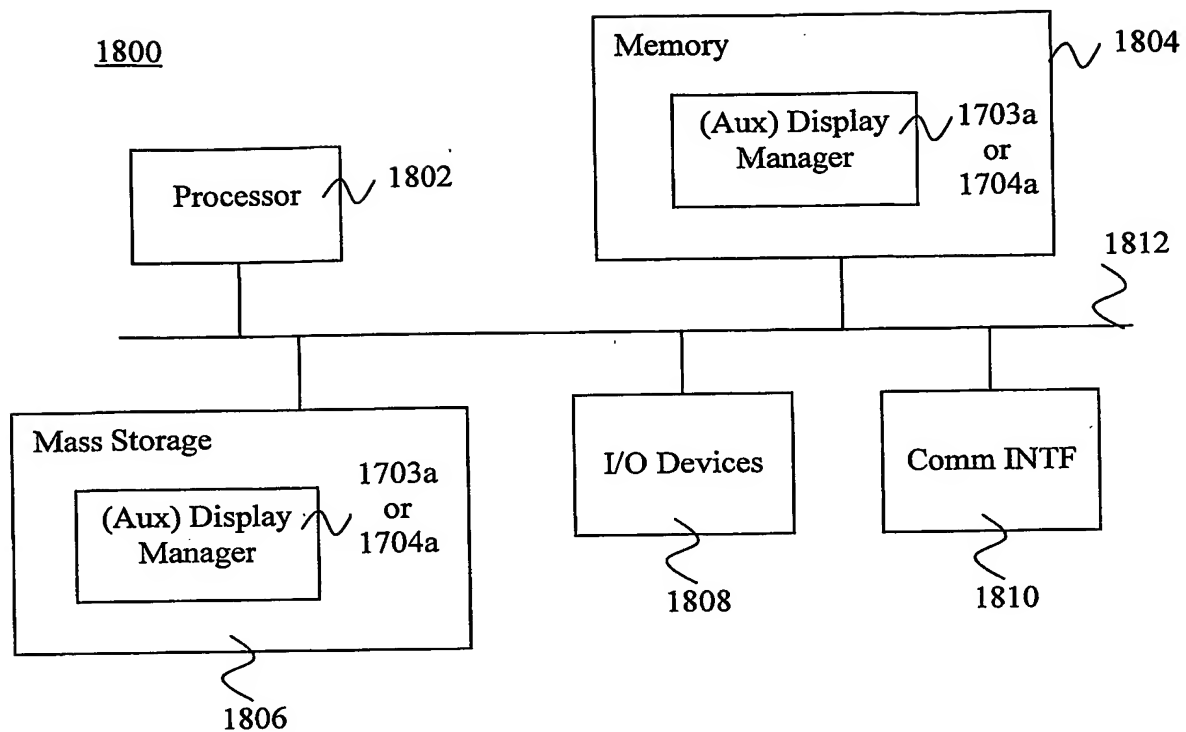 1800
Memory
1804
(Aux) Display
Manager
1703a
or
1704a
Processor
1802
1812
Mass Storage
(Aux) Display
Manager
1703a
or
1704a
1806
I/O Devices
1808
Comm INTF
1810